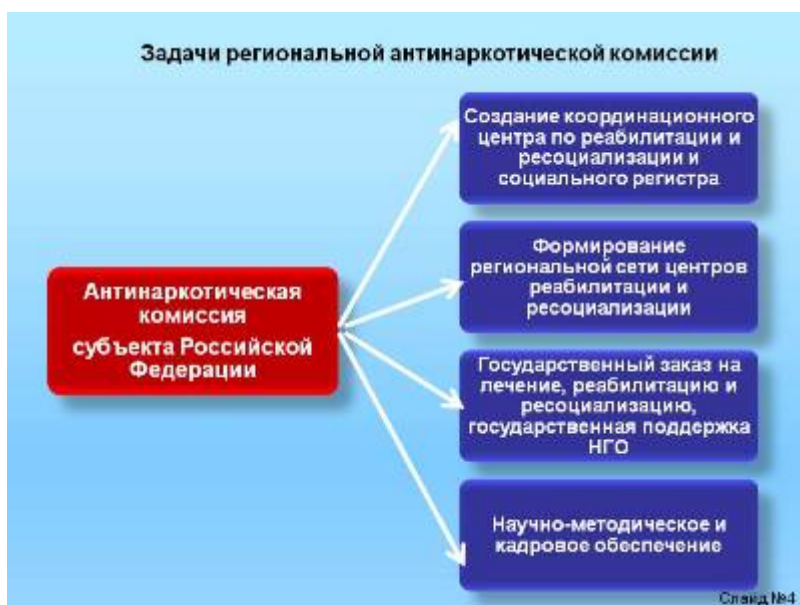 Задачи региональной антинаркотической комиссии
Антинаркотическая
комиссия
субъекта Российской
Федерации
Создание координационного
центра по реабилитации и
ресоциализации и
социального регистра
Формирование
региональной сети центров
реабилитации и
ресоциализации
Государственный заказ на
лечение, реабилитацию и
ресоциализацию,
государственная поддержка
НГО
Научно-методическое и
кадровое обеспечение
Слайд №4